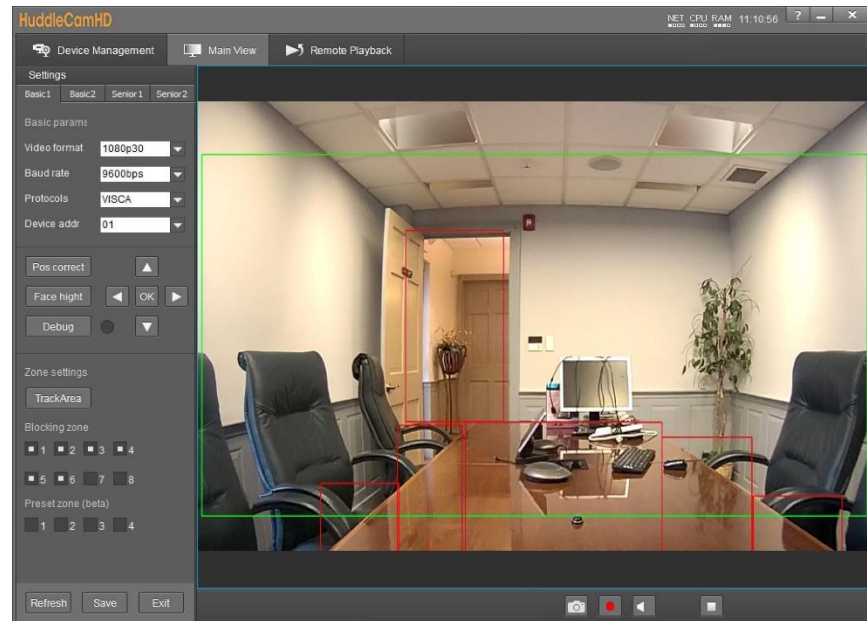 HuddleCamHD
NET CPU RAM 11:10:56 ?
Device Management Main View Remote Playback
Settings
Basic1 Basic2 Senior1 Senior2
Basic params
Video format 1080p30
Baud rate 9600bps
Protocols VISCA
Device addr 01
Pos correct
Face hight OK
Debug
Zone settings
TrackArea
Blocking zone
1 2 3 4
5 6 7 8
Preset zone (beta)
1 2 3 4
Refresh Save Exit